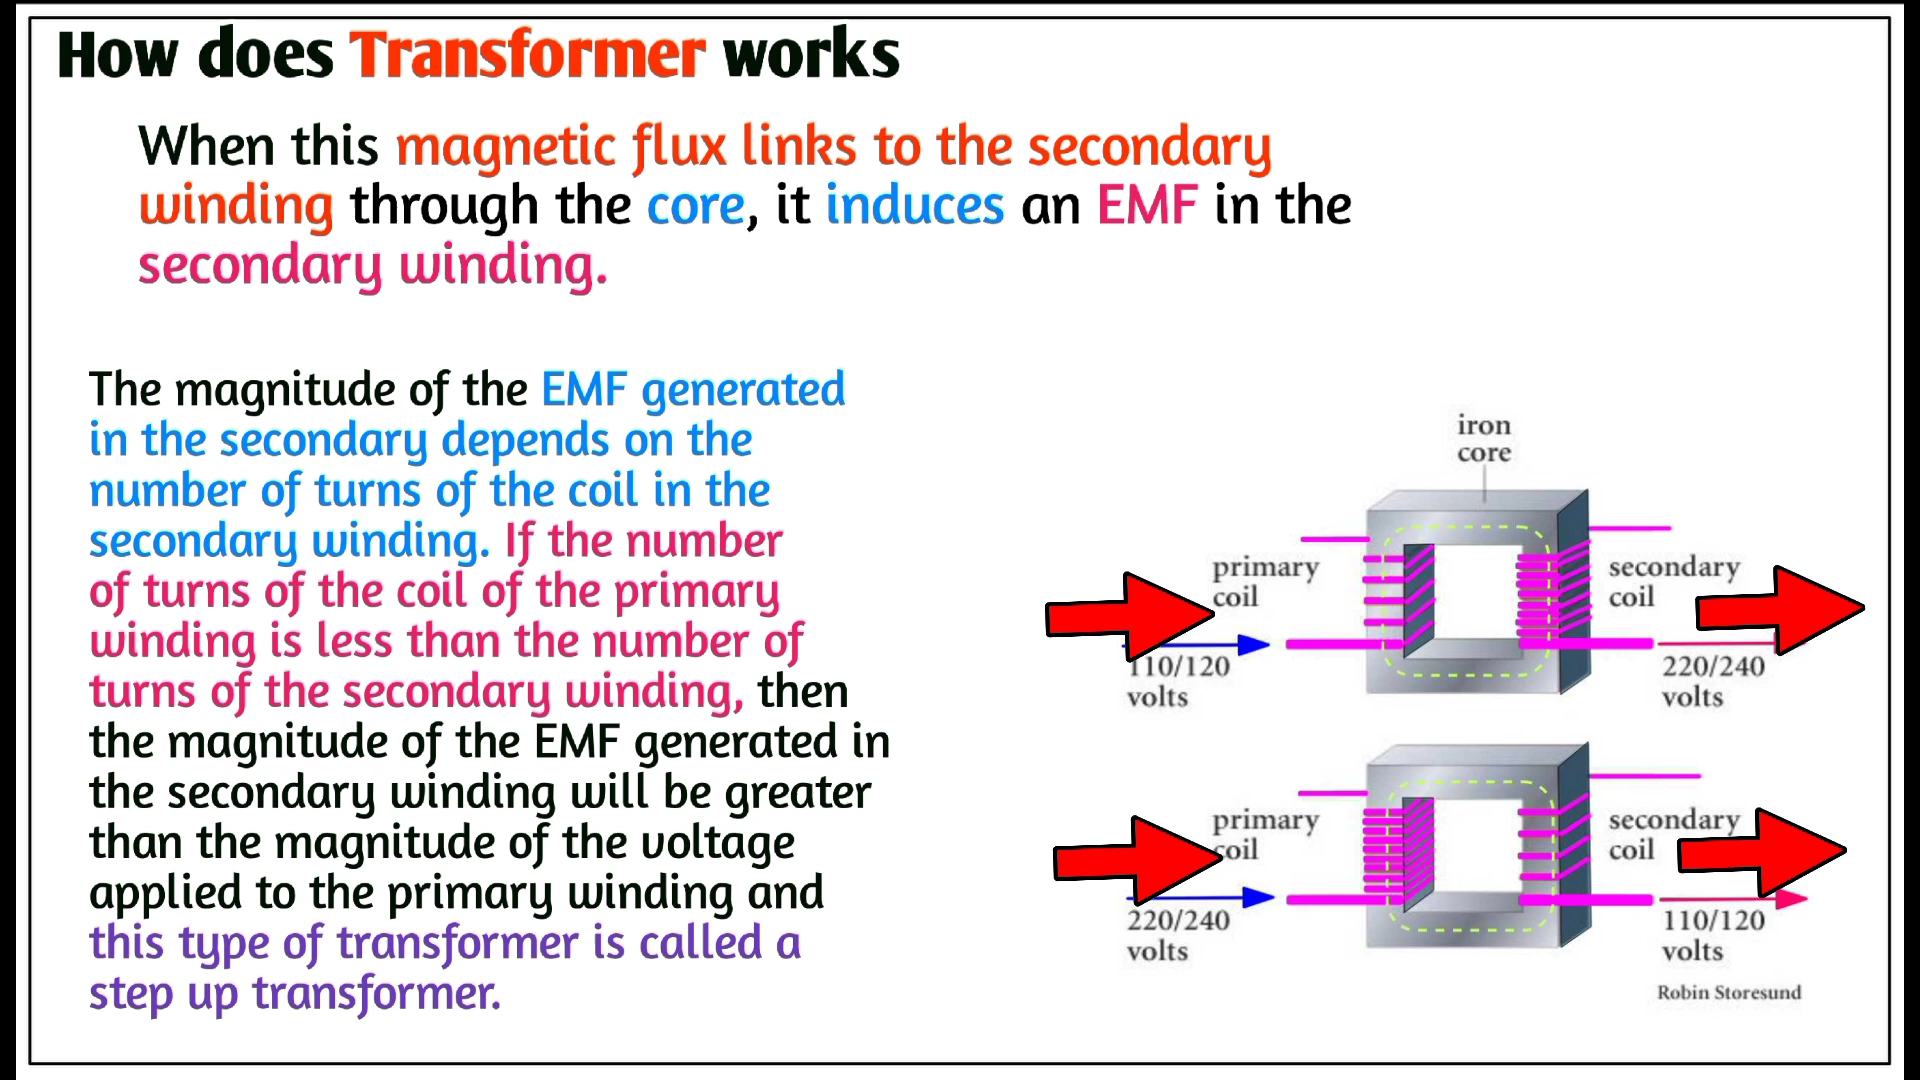 How does Transformer works
When this magnetic flux links to the secondary
winding through the core, it induces an EMF in the
secondary winding.
The magnitude of the EMF generated
in the secondary depends on the
number of turns of the coil in the
secondary winding. If the number
of turns of the coil of the primary
winding is less than the number of
turns of the secondary winding, then
the magnitude of the EMF generated in
the secondary winding will be greater
than the magnitude of the voltage
applied to the primary winding and
this type of transformer is called a
step up transformer.
iron
core
primary
coil
secondary
coil
110/120
volts
220/240
volts
primary
coil
secondary
coil
220/240
volts
110/120
volts
Robin Storesund